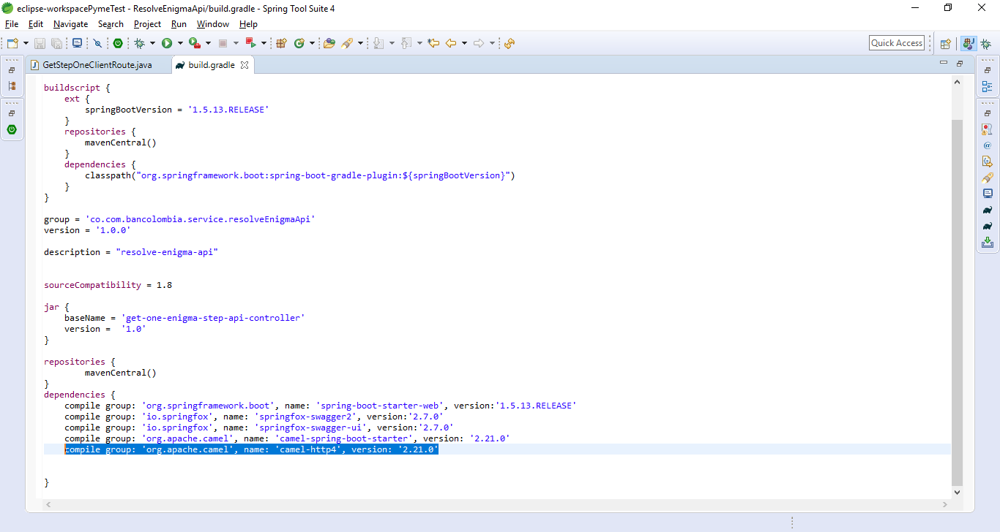 eclipse-workspacePymeTest - ResolveEnigmaApi/build.gradle - Spring Tool Suite 4
File Edit Navigate Search Project Run Window Help
Quick Access
GetStepOneClientRoute.java build.gradle
buildscript {
    ext {
        springBootVersion = '1.5.13.RELEASE'
    }
    repositories {
        mavenCentral()
    }
    dependencies {
        classpath("org.springframework.boot:spring-boot-gradle-plugin:${springBootVersion}")
    }
}
group = 'co.com.bancolombia.service.resolveEnigmaApi'
version = '1.0.0'
description = "resolve-enigma-api"
sourceCompatibility = 1.8
jar {
    baseName = 'get-one-enigma-step-api-controller'
    version =  '1.0'
}
repositories {
        mavenCentral()
}
dependencies {
    compile group: 'org.springframework.boot', name: 'spring-boot-starter-web', version:'1.5.13.RELEASE'
    compile group: 'io.springfox', name: 'springfox-swagger2', version:'2.7.0'
    compile group: 'io.springfox', name: 'springfox-swagger-ui', version:'2.7.0'
    compile group: 'org.apache.camel', name: 'camel-spring-boot-starter', version: '2.21.0'
    compile group: 'org.apache.camel', name: 'camel-http4', version: '2.21.0'
}